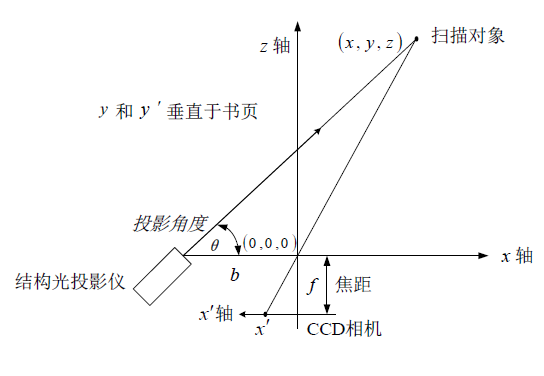 z 轴
(x, y, z)
扫描对象
y 和 y ′ 垂直于书页
投影角度
θ
(0,0,0)
x 轴
结构光投影仪
b
f
焦距
x′轴
x′
CCD相机